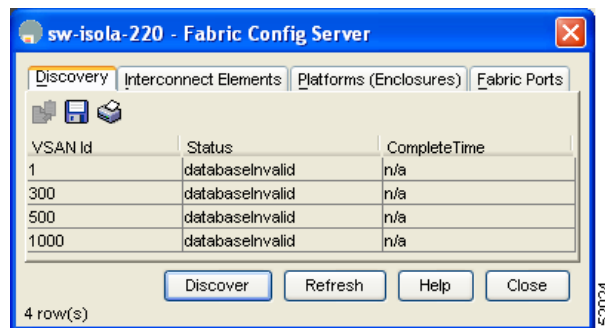 sw-isola-220 - Fabric Config Server
Discovery Interconnect Elements Platforms (Enclosures) Fabric Ports
VSAN Id Status CompleteTime
1 databaseInvalid n/a
300 databaseInvalid n/a
500 databaseInvalid n/a
1000 databaseInvalid n/a
Discover Refresh Help Close
4 row(s)